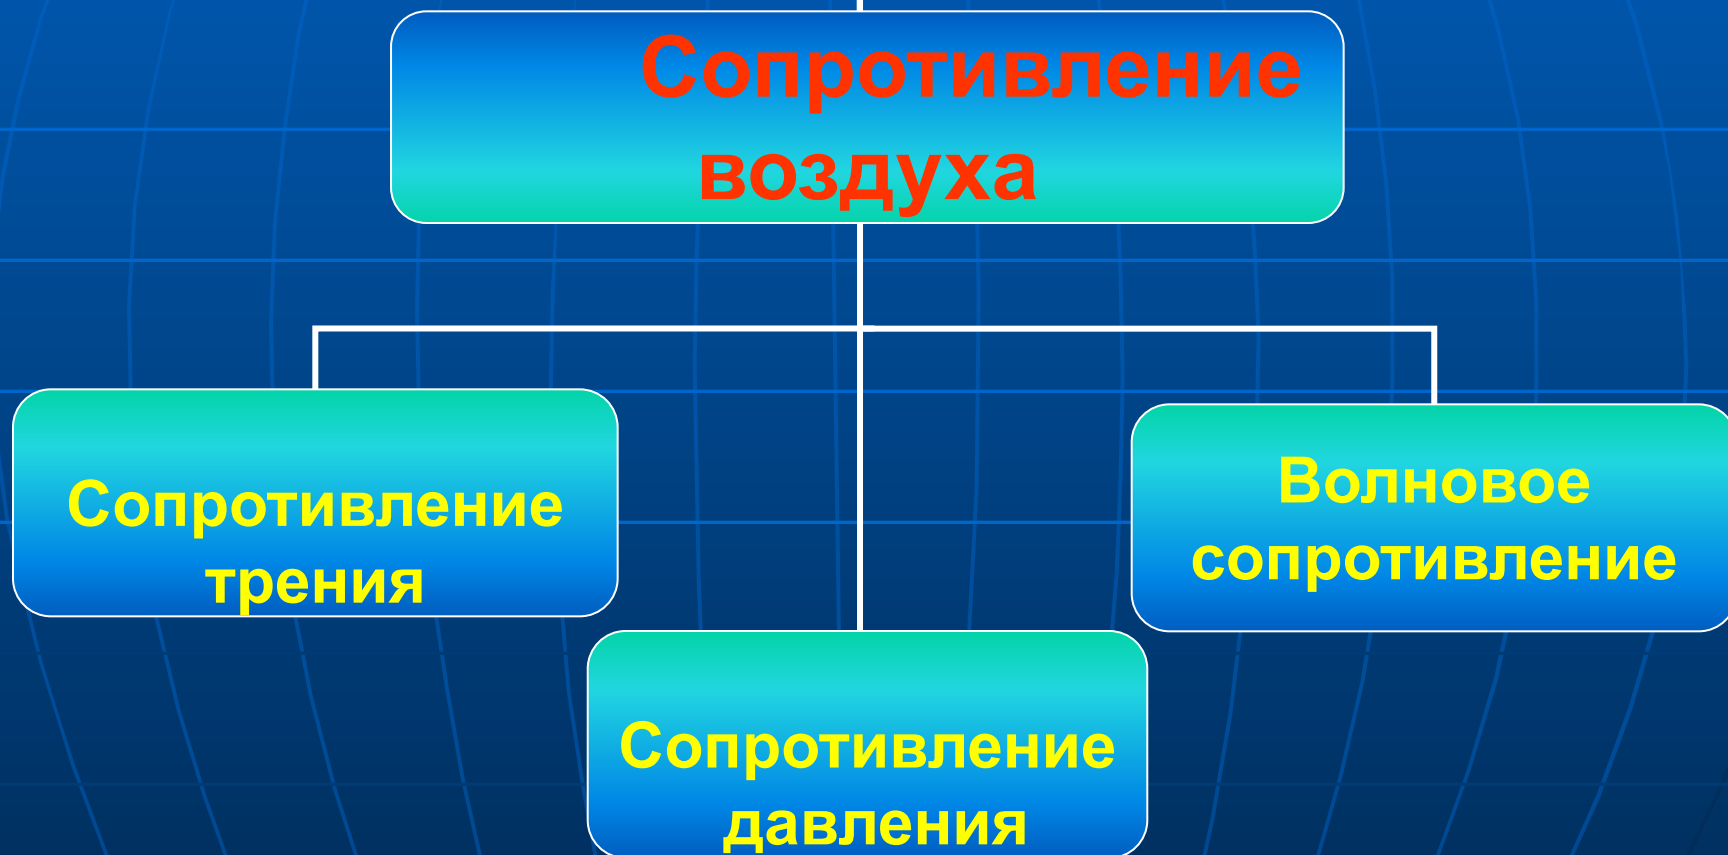 Сопротивление
воздуха
Сопротивление
трения
Волновое
сопротивление
Сопротивление
давления